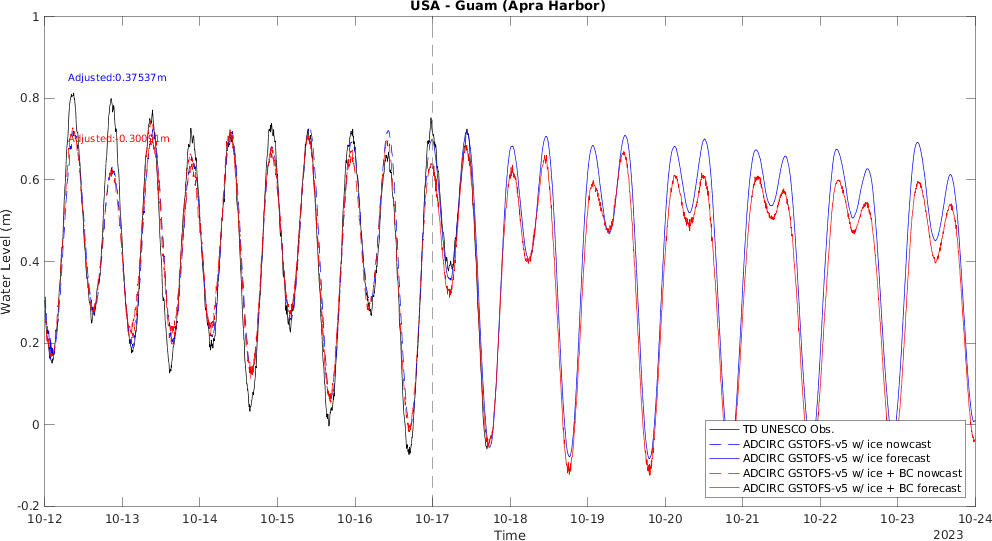 USA - Guam (Apra Harbor)
Water Level (m)
1
0.8
0.6
0.4
0.2
0
-0.2
Adjusted:0.37537m
10-12
10-13
10-14
10-15
10-16
10-17
10-18
10-19
10-20
10-21
10-22
10-23
10-24
Time
2023
TD UNESCO Obs.
ADCIRC GSTOFS-v5 w/ ice nowcast
ADCIRC GSTOFS-v5 w/ ice forecast
ADCIRC GSTOFS-v5 w/ ice + BC nowcast
ADCIRC GSTOFS-v5 w/ ice + BC forecast